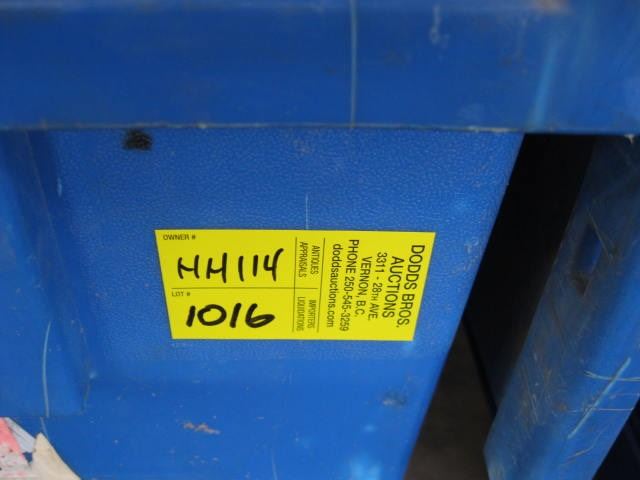 OWNER #
HH114
LOT #
1016
ANTIQUES
APPRAISALS
IMPORTERS
LIQUIDATIONS
DODDS BROS.
AUCTIONS
3311 - 28TH AVE.
VERNON, B.C.
PHONE 250-545-3259
doddsauctions.com